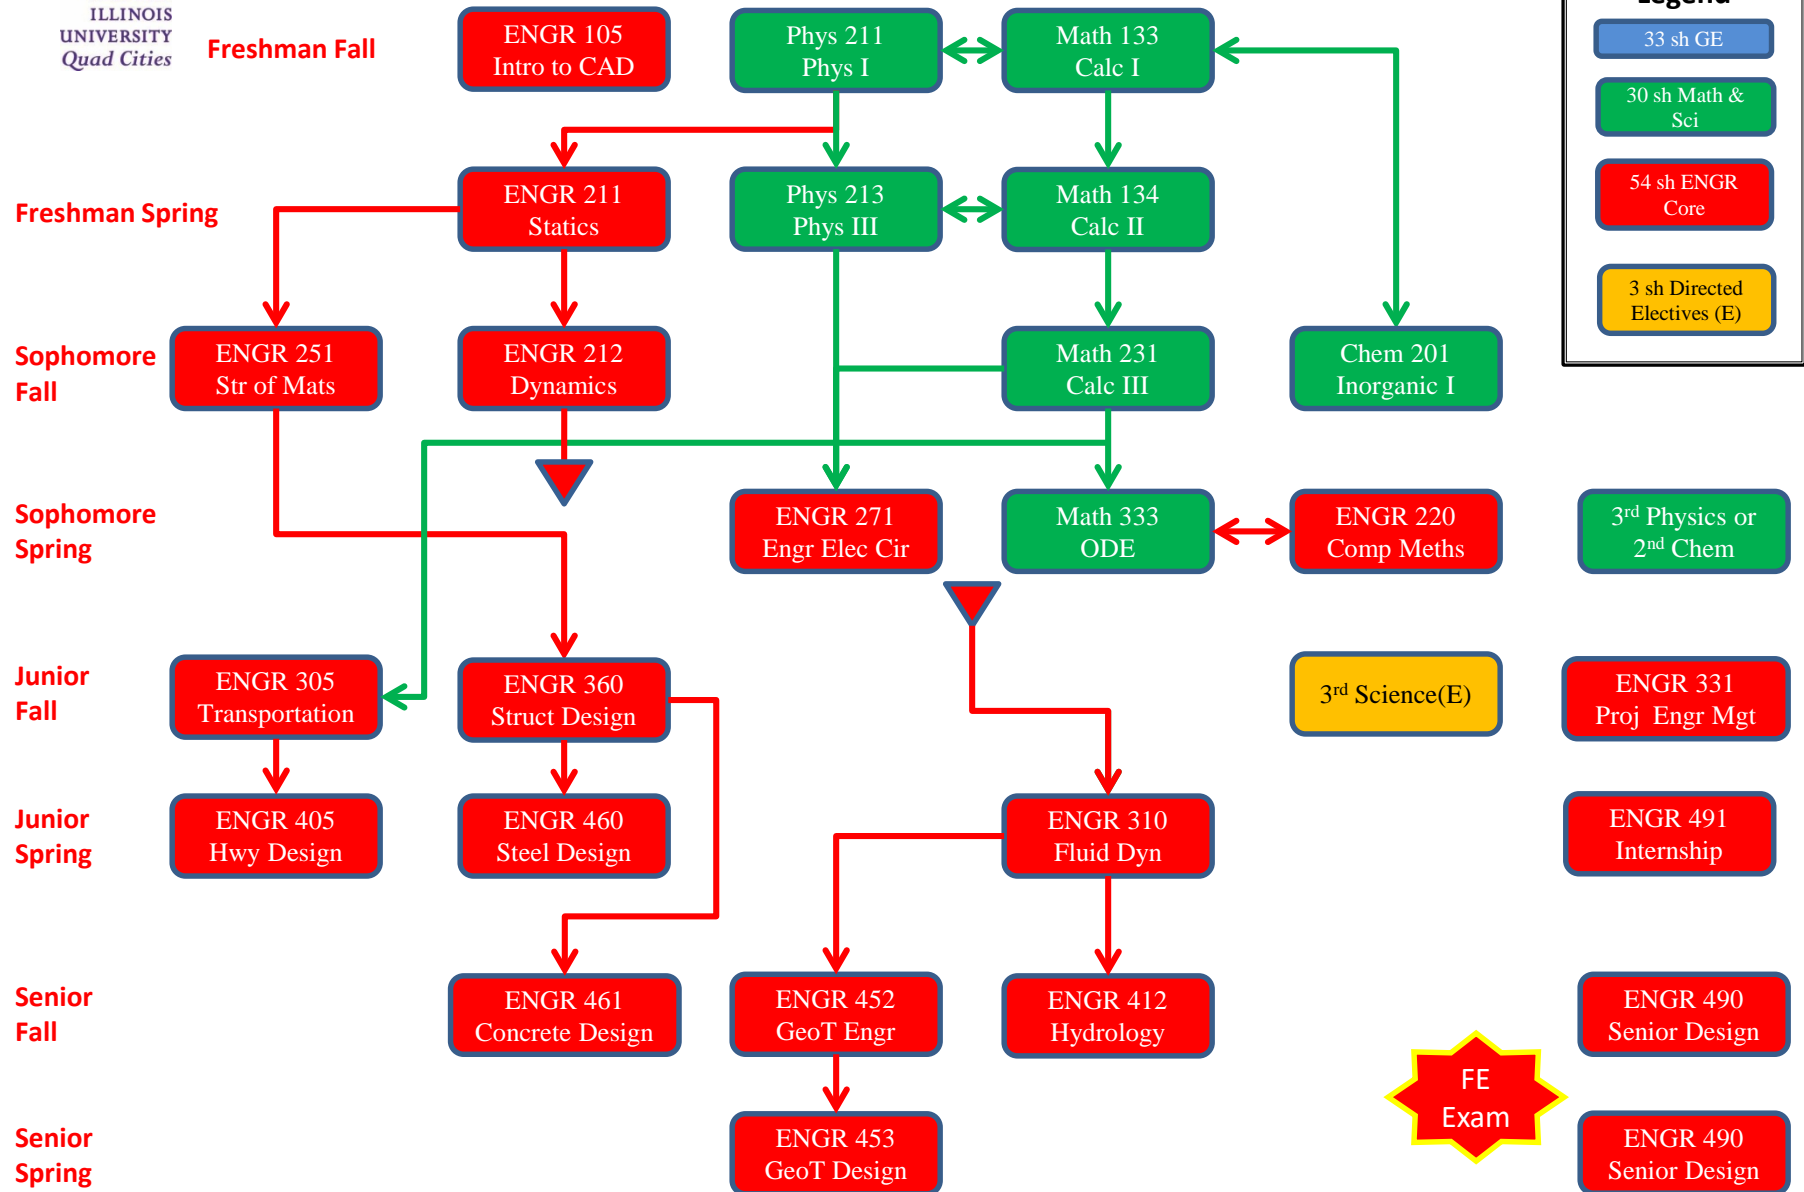 ILLINOIS
UNIVERSITY
Quad Cities
Freshman Fall
ENGR 105
Intro to CAD
Phys 211
Phys I
Math 133
Calc I
Legend
33 sh GE
30 sh Math &
Sci
54 sh ENGR
Core
3 sh Directed
Electives (E)
Freshman Spring
ENGR 211
Statics
Phys 213
Phys III
Math 134
Calc II
Sophomore
Fall
ENGR 251
Str of Mats
ENGR 212
Dynamics
Math 231
Calc III
Chem 201
Inorganic I
Sophomore
Spring
ENGR 271
Engr Elec Cir
Math 333
ODE
ENGR 220
Comp Meths
3rd Physics or
2nd Chem
Junior
Fall
ENGR 305
Transportation
ENGR 360
Struct Design
3rd Science(E)
ENGR 331
Proj Engr Mgt
Junior
Spring
ENGR 405
Hwy Design
ENGR 460
Steel Design
ENGR 310
Fluid Dyn
ENGR 491
Internship
Senior
Fall
ENGR 461
Concrete Design
ENGR 452
GeoT Engr
ENGR 412
Hydrology
ENGR 490
Senior Design
FE
Exam
Senior
Spring
ENGR 453
GeoT Design
ENGR 490
Senior Design